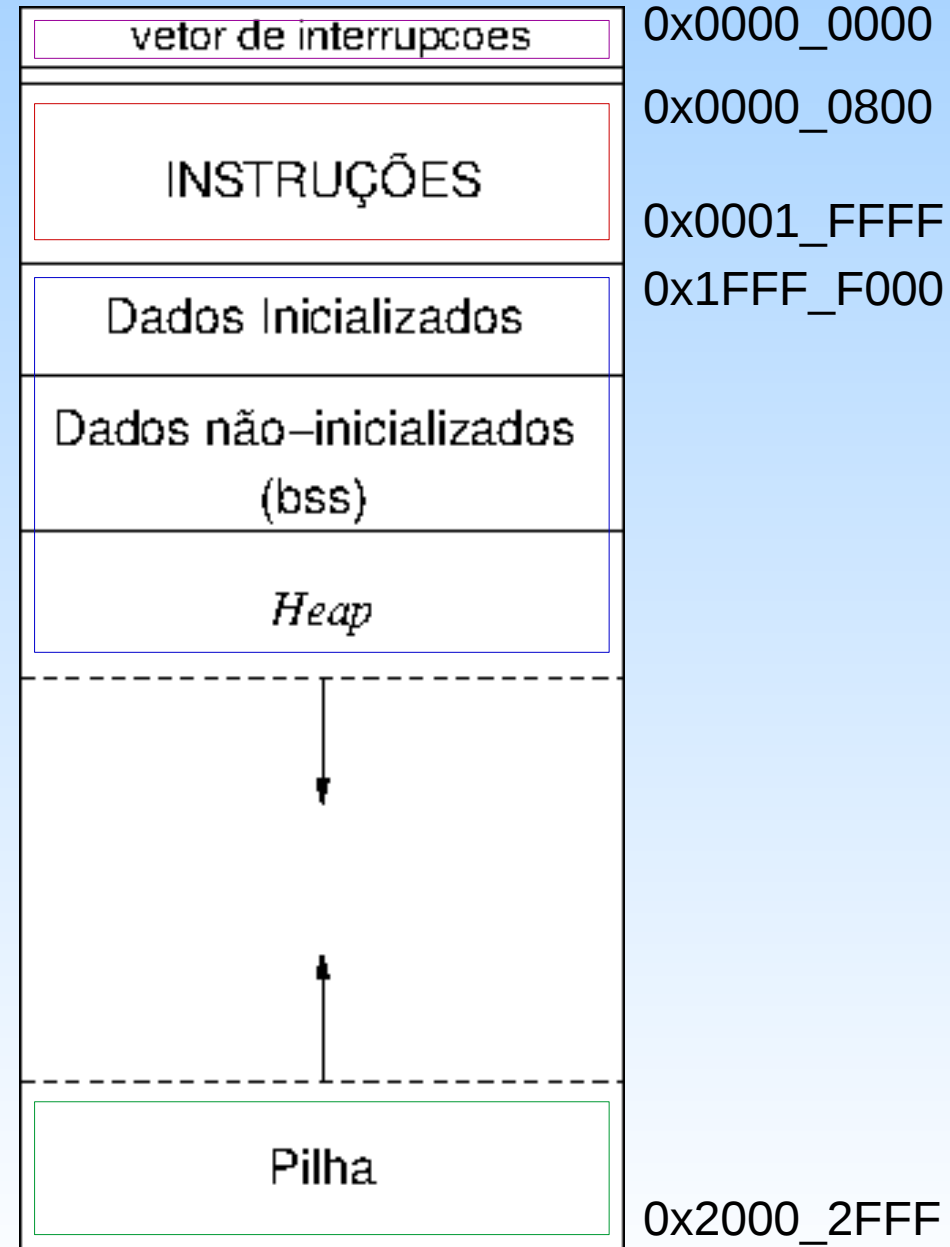 vetor de interrupcoes
0x0000_0000
0x0000_0800
INSTRUÇÕES
0x0001_FFFF
0x1FFF_F000
Dados Inicializados
Dados não–inicializados
(bss)
Heap
Pilha
0x2000_2FFF